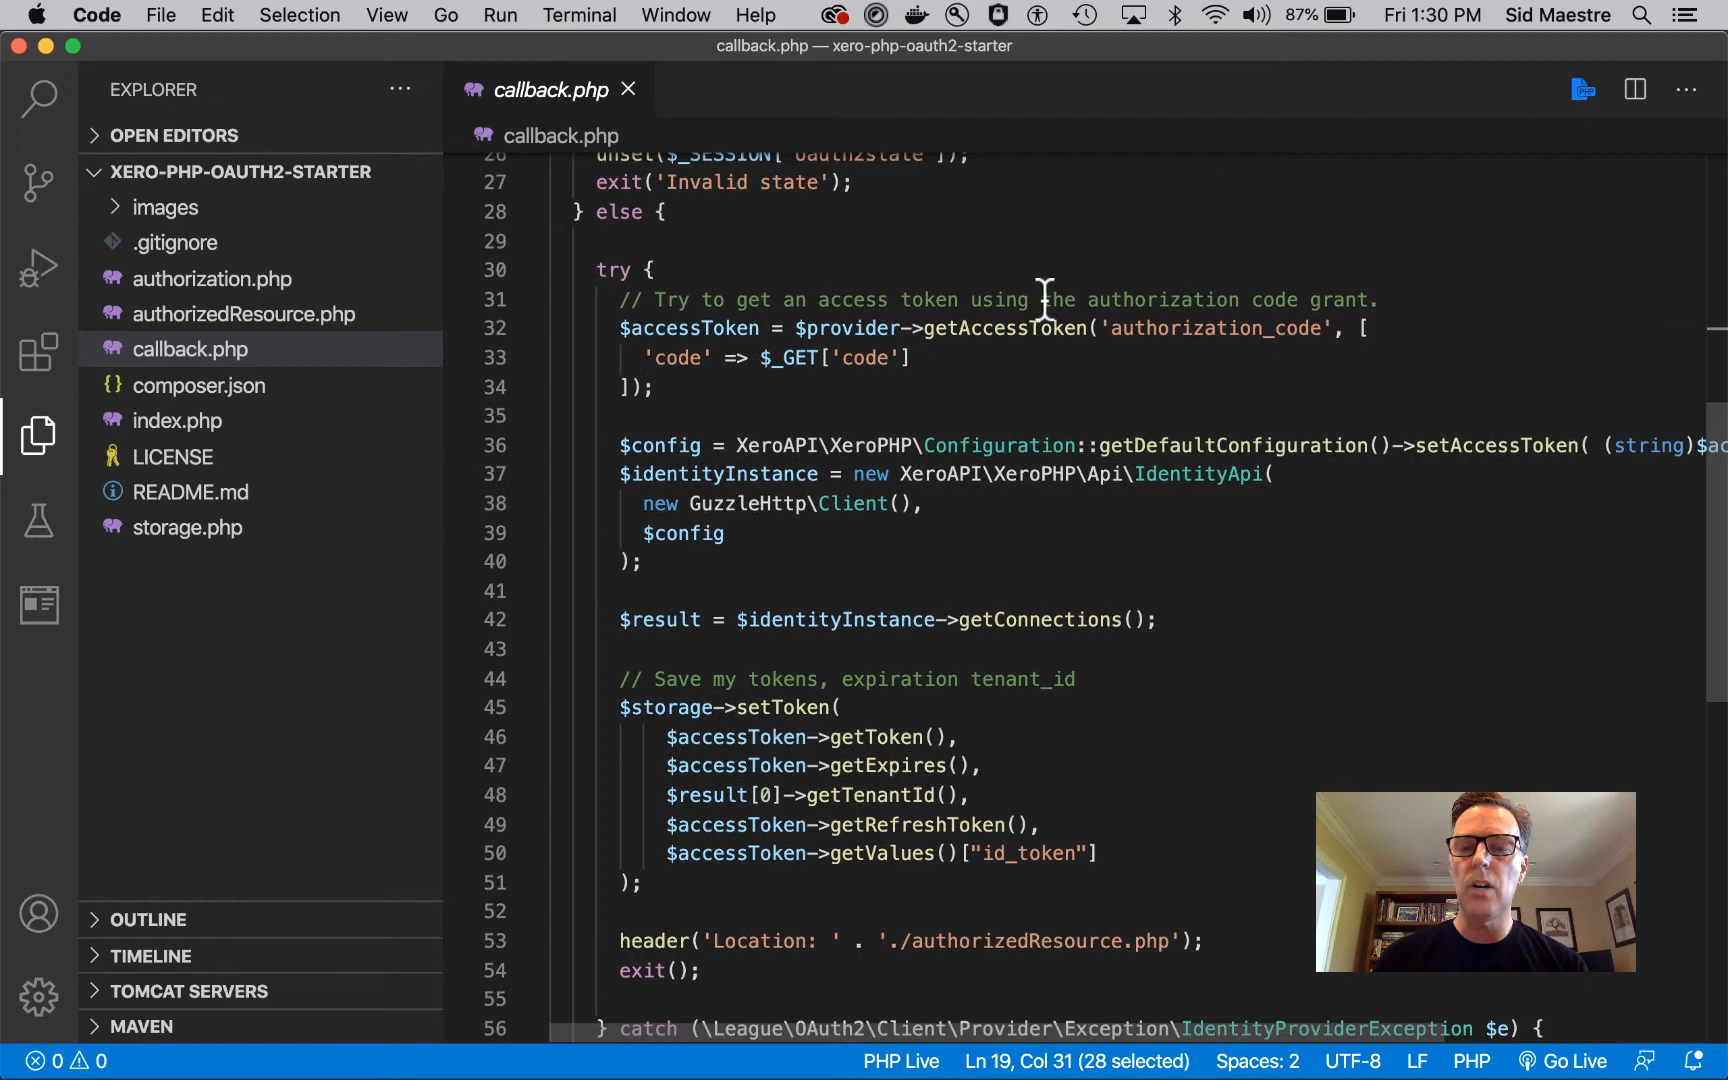 Code File Edit Selection View Go Run Terminal Window Help 87% Fri 1:30 PM Sid Maestre
callback.php — xero-php-oauth2-starter
EXPLORER
OPEN EDITORS
XERO-PHP-OAUTH2-STARTER
images
.gitignore
authorization.php
authorizedResource.php
callback.php
composer.json
index.php
LICENSE
README.md
storage.php
OUTLINE
TIMELINE
TOMCAT SERVERS
MAVEN
callback.php
PHP
callback.php
26 unset($_SESSION['oauth2state']);
27 exit('Invalid state');
28 } else {
29
30 try {
31 // Try to get an access token using the authorization code grant.
32 $accessToken = $provider->getAccessToken('authorization_code', [
33 'code' => $_GET['code']
34 ]);
35
36 $config = XeroAPI\XeroPHP\Configuration::getDefaultConfiguration()->setAccessToken( (string)$ac
37 $identityInstance = new XeroAPI\XeroPHP\Api\IdentityApi(
38 new GuzzleHttp\Client(),
39 $config
40 );
41
42 $result = $identityInstance->getConnections();
43
44 // Save my tokens, expiration tenant_id
45 $storage->setToken(
46 $accessToken->getToken(),
47 $accessToken->getExpires(),
48 $result[0]->getTenantId(),
49 $accessToken->getRefreshToken(),
50 $accessToken->getValues()["id_token"]
51 );
52
53 header('Location: ' . './authorizedResource.php');
54 exit();
55
56 } catch (\League\OAuth2\Client\Provider\Exception\IdentityProviderException $e) {
0 0 PHP Live Ln 19, Col 31 (28 selected) Spaces: 2 UTF-8 LF PHP Go Live